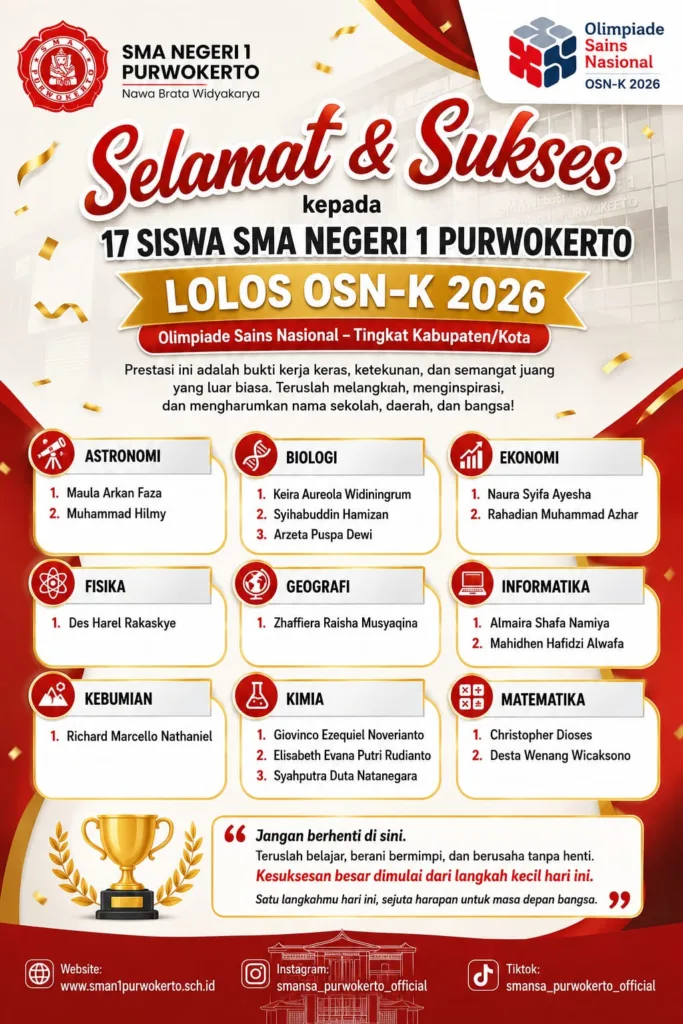 SMA NEGERI 1
PURWOKERTO
Nawa Brata Widyakarya
SMA 1
PURWOKERTO
Olimpiade
Sains
Nasional
OSN-K 2026
Selamat & Sukses
kepada
17 SISWA SMA NEGERI 1 PURWOKERTO
LOLOS OSN-K 2026
Olimpiade Sains Nasional – Tingkat Kabupaten/Kota
Prestasi ini adalah bukti kerja keras, ketekunan, dan semangat juang
yang luar biasa. Teruslah melangkah, menginspirasi,
dan mengharumkan nama sekolah, daerah, dan bangsa!
ASTRONOMI
1. Maula Arkan Faza
2. Muhammad Hilmy
BIOLOGI
1. Keira Aureola Widiningrum
2. Syihabuddin Hamizan
3. Arzeta Puspa Dewi
EKONOMI
1. Naura Syifa Ayesha
2. Rahadian Muhammad Azhar
FISIKA
1. Des Harel Rakaskye
GEOGRAFI
1. Zhaffiera Raisha Musyaqina
INFORMATIKA
1. Almaira Shafa Namiya
2. Mahidhen Hafidzi Alwafa
KEBUMIAN
1. Richard Marcello Nathaniel
KIMIA
1. Giovinco Ezequiel Noverianto
2. Elisabeth Evana Putri Rudianto
3. Syahputra Duta Natanegara
MATEMATIKA
1. Christopher Dioses
2. Desta Wenang Wicaksono
“ Jangan berhenti di sini.
Teruslah belajar, berani bermimpi, dan berusaha tanpa henti.
Kesuksesan besar dimulai dari langkah kecil hari ini.
Satu langkahmu hari ini, sejuta harapan untuk masa depan bangsa. ”
Website:
www.sman1purwokerto.sch.id
Instagram:
smansa_purwokerto_official
Tiktok:
smansa_purwokerto_official